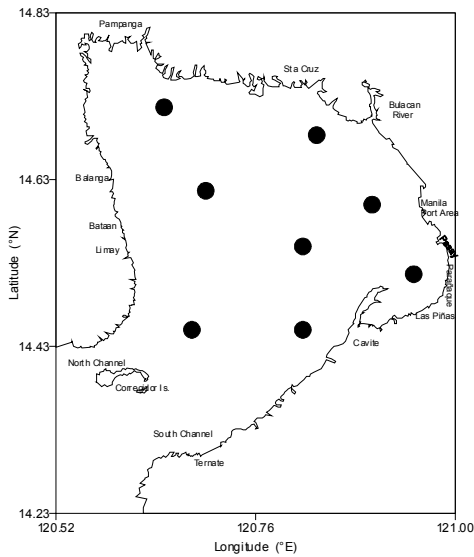 14.83
Pampanga
Sta Cruz
Bulacan
River
14.63
Balanga
Manila
Port Area
Bataan
Limay
Parañaque
Las Piñas
Cavite
14.43
North Channel
Corregidor Is.
South Channel
Ternate
14.23
120.52
120.76
121.00
Latitude (°N)
Longitude (°E)